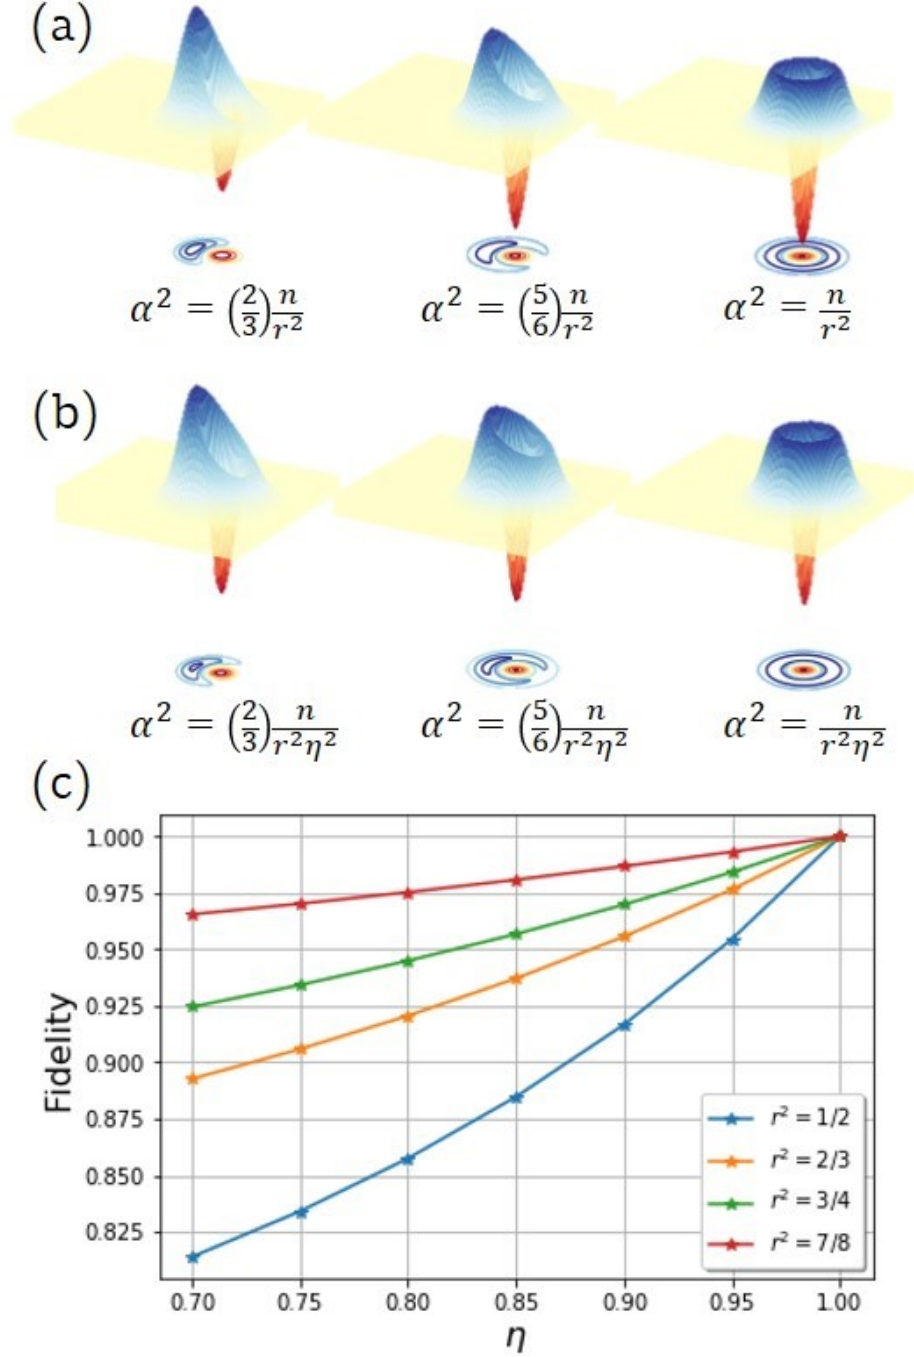 (a)
α² = (2/3) n/r² α² = (5/6) n/r² α² = n/r²
(b)
α² = (2/3) n/r²η² α² = (5/6) n/r²η² α² = n/r²η²
(c)
1.000
0.975
0.950
0.925
0.900
0.875
0.850
0.825
Fidelity
r² = 1/2
r² = 2/3
r² = 3/4
r² = 7/8
0.70 0.75 0.80 0.85 0.90 0.95 1.00
η